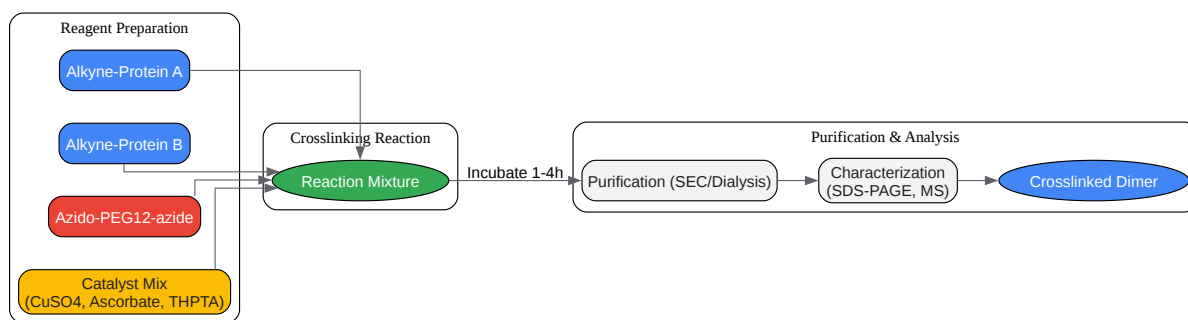 Reagent Preparation
Alkyne-Protein A
Alkyne-Protein B
Azido-PEG12-azide
Catalyst Mix
(CuSO4, Ascorbate, THPTA)
Crosslinking Reaction
Reaction Mixture
Incubate 1-4h
Purification & Analysis
Purification (SEC/Dialysis)
Characterization
(SDS-PAGE, MS)
Crosslinked Dimer